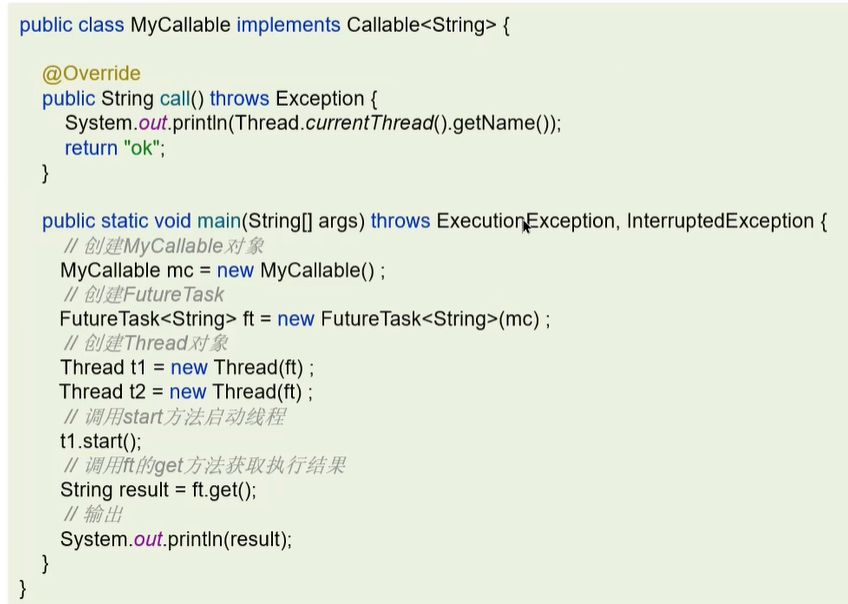 public class MyCallable implements Callable<String> {
@Override
public String call() throws Exception {
System.out.println(Thread.currentThread().getName());
return "ok";
}
public static void main(String[] args) throws ExecutionException, InterruptedException {
// 创建MyCallable对象
MyCallable mc = new MyCallable() ;
// 创建FutureTask
FutureTask<String> ft = new FutureTask<String>(mc) ;
// 创建Thread对象
Thread t1 = new Thread(ft) ;
Thread t2 = new Thread(ft) ;
// 调用start方法启动线程
t1.start();
// 调用ft的get方法获取执行结果
String result = ft.get();
// 输出
System.out.println(result);
}
}